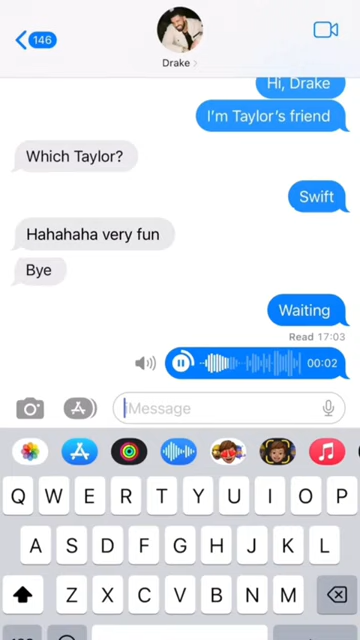 146
Drake
Hi, Drake
I'm Taylor's friend
Which Taylor?
Swift
Hahahaha very fun
Bye
Waiting
Read 17:03
00:02
iMessage
Q W E R T Y U I O P
A S D F G H J K L
Z X C V B N M